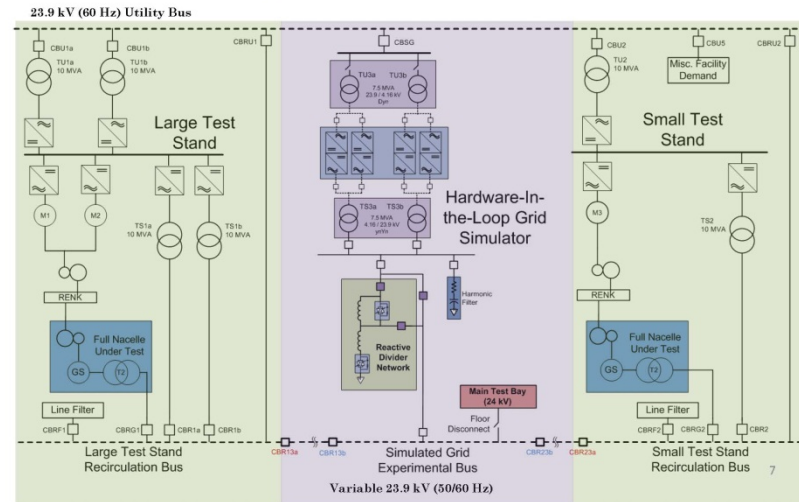 23.9 kV (60 Hz) Utility Bus
CBU1a
CBU1b
CBRU1
CBSG
CBU2
CBU5
CBRU2
TU1a
10 MVA
TU1b
10 MVA
TU3a
TU3b
7.5 MVA
23.9 / 4.16 kV
Dyn
TU2
10 MVA
Misc. Facility
Demand
Large Test
Stand
Small Test
Stand
Hardware-In-
the-Loop Grid
Simulator
M1
M2
TS1a
10 MVA
TS1b
10 MVA
TS3a
TS3b
7.5 MVA
4.16 / 23.9 kV
M3
TS2
10 MVA
RENK
Harmonic
Filter
RENK
Full Nacelle
Under Test
GS
T2
Reactive
Divider
Network
Full Nacelle
Under Test
GS
T2
Main Test Bay
(24 kV)
Line Filter
Floor
Disconnect
Line Filter
CBRF1
CBRG1
CBR1a
CBR1b
CBRF2
CBRG2
CBR2
Large Test Stand
Recirculation Bus
CBR13a
CBR13b
Simulated Grid
Experimental Bus
CBR23b
CBR23a
Small Test Stand
Recirculation Bus
7
Variable 23.9 kV (50/60 Hz)